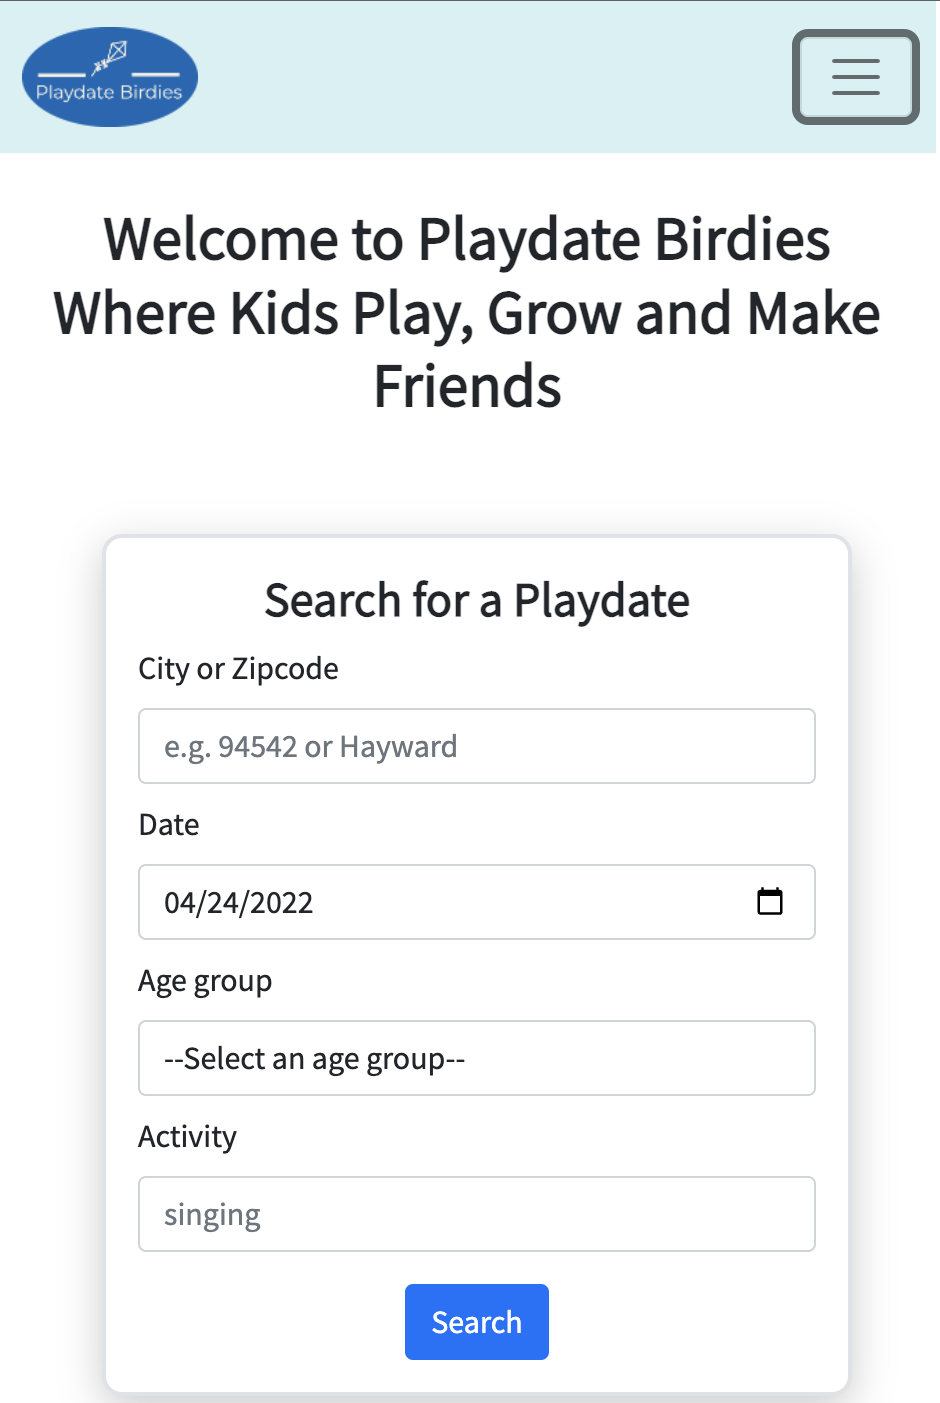 Playdate Birdies
Welcome to Playdate Birdies
Where Kids Play, Grow and Make
Friends
Search for a Playdate
City or Zipcode
e.g. 94542 or Hayward
Date
04/24/2022
Age group
--Select an age group--
Activity
singing
Search